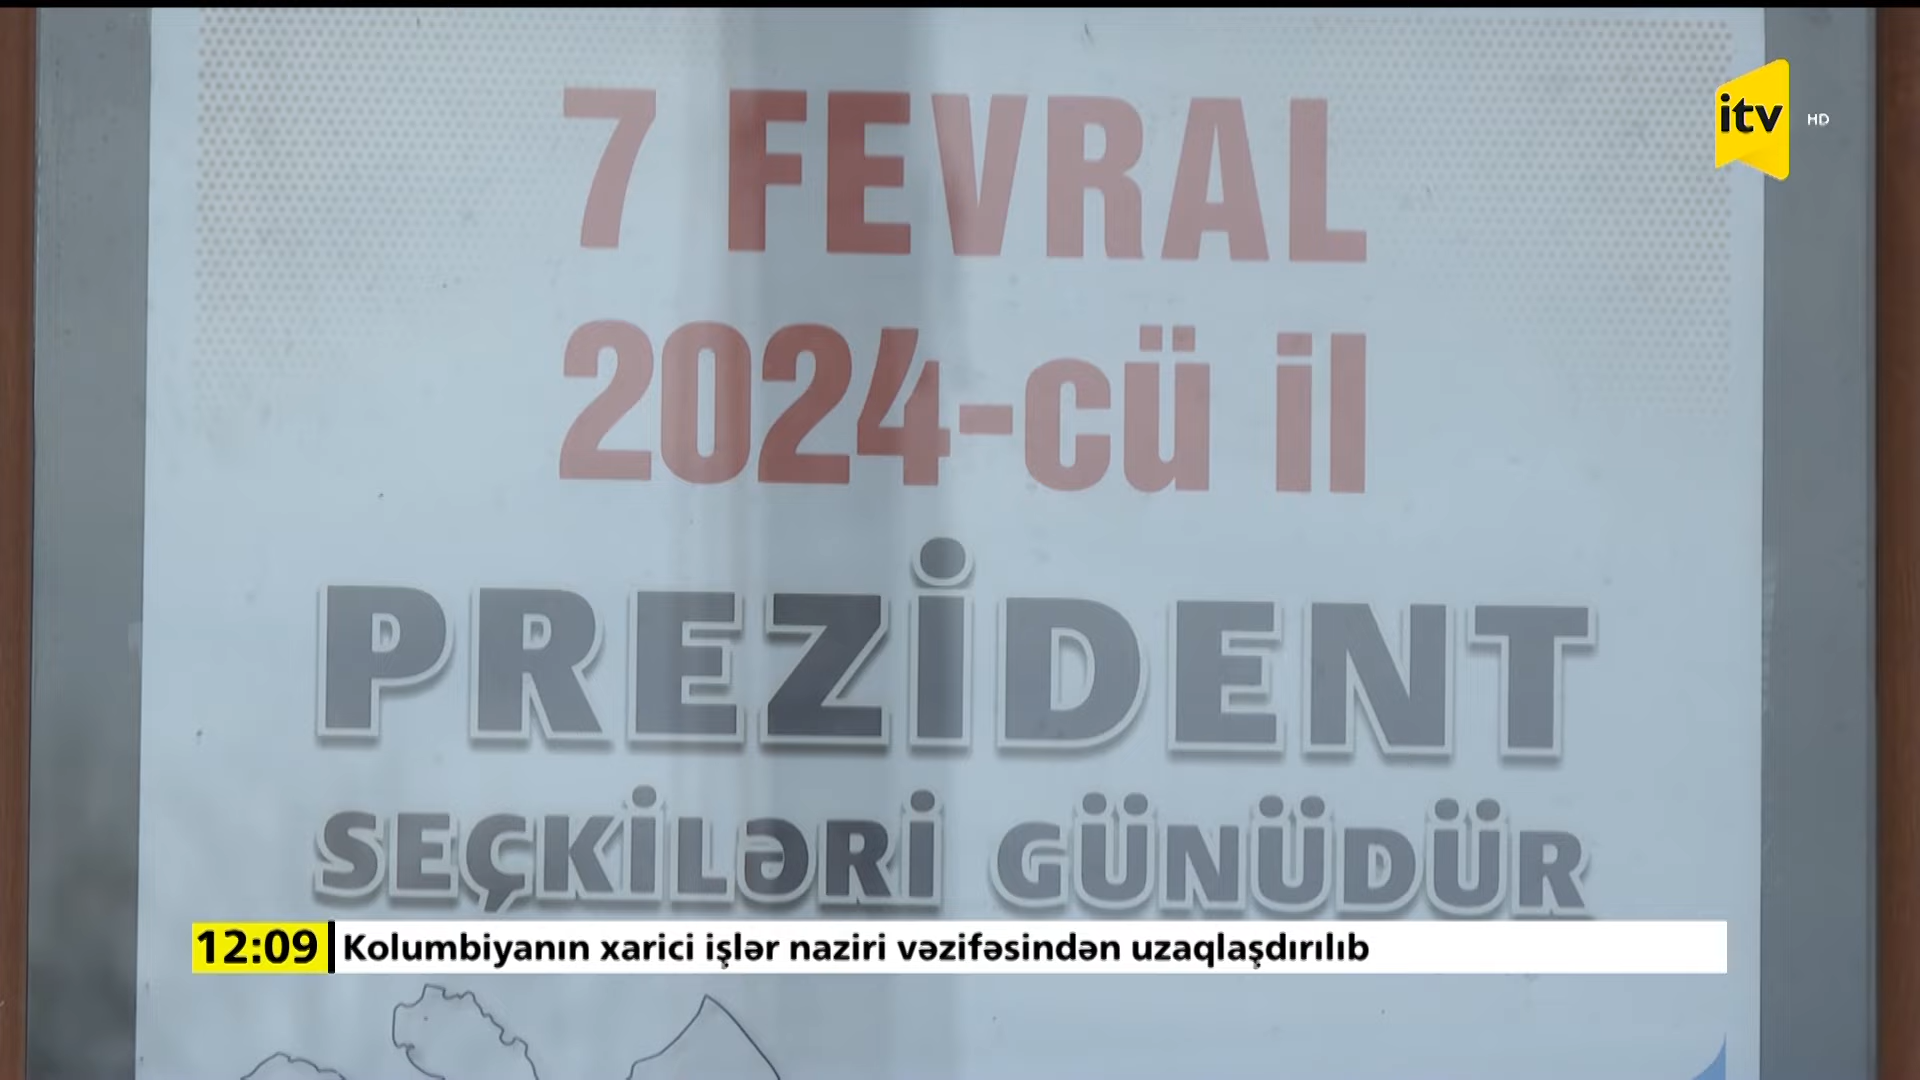 7 FEVRAL
itv HD
2024-cü il
PREZİDENT
SEÇKİLƏRİ GÜNÜDÜR
12:09 Kolumbiyanın xarici işlər naziri vəzifəsindən uzaqlaşdırılıb